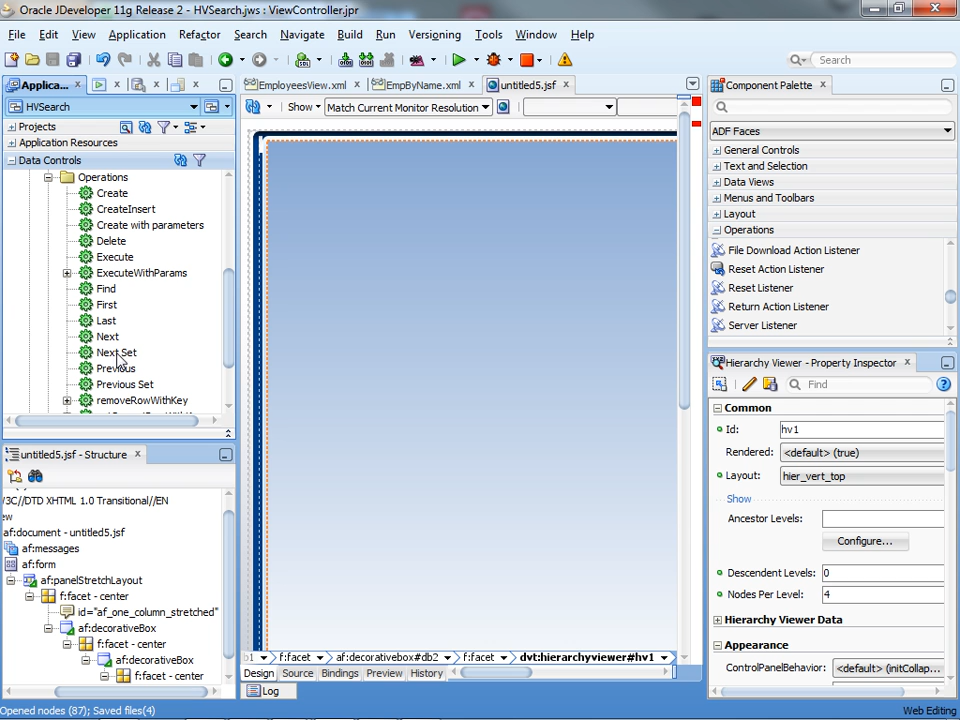 Oracle JDeveloper 11g Release 2 - HVSearch.jws : ViewController.jpr
File Edit View Application Refactor Search Navigate Build Run Versioning Tools Window Help
Search
Applica...
EmployeesView.xml
EmpByName.xml
untitled5.jsf
Component Palette
HVSearch
Show
Match Current Monitor Resolution
Projects
Application Resources
Data Controls
Operations
Create
CreateInsert
Create with parameters
Delete
Execute
ExecuteWithParams
Find
First
Last
Next
Next Set
Previous
Previous Set
removeRowWithKey
ADF Faces
General Controls
Text and Selection
Data Views
Menus and Toolbars
Layout
Operations
File Download Action Listener
Reset Action Listener
Reset Listener
Return Action Listener
Server Listener
Hierarchy Viewer - Property Inspector
Find
Common
Id: hv1
Rendered: <default> (true)
Layout: hier_vert_top
Show
Ancestor Levels:
Configure...
Descendent Levels: 0
Nodes Per Level: 4
Hierarchy Viewer Data
Appearance
ControlPanelBehavior: <default> (initCollap...
untitled5.jsf - Structure
3C//DTD XHTML 1.0 Transitional//EN
ew
af:document - untitled5.jsf
af:messages
af:form
af:panelStretchLayout
f:facet - center
id="af_one_column_stretched"
af:decorativeBox
f:facet - center
af:decorativeBox
f:facet - center
b1 f:facet af:decorativebox#db2 f:facet dvt:hierarchyviewer#hv1
Design Source Bindings Preview History
Log
Opened nodes (87); Saved files(4)
Web Editing